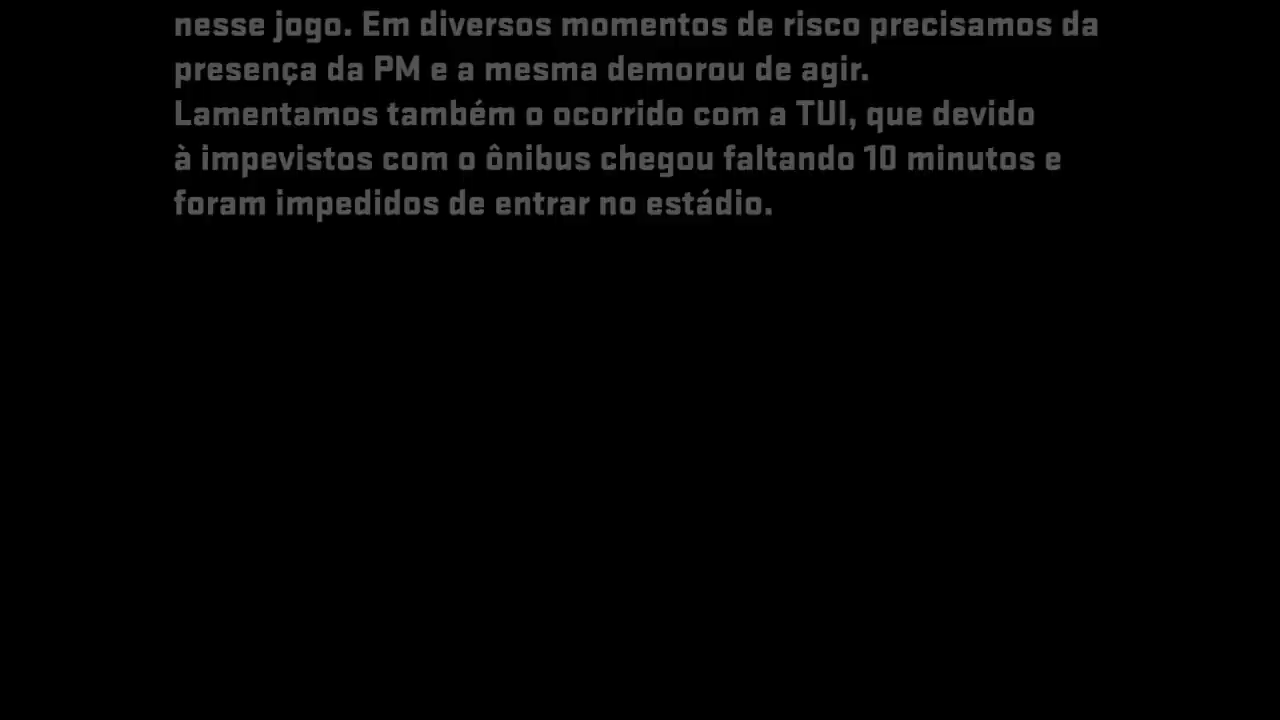 nesse jogo. Em diversos momentos de risco precisamos da
presença da PM e a mesma demorou de agir.
Lamentamos também o ocorrido com a TUI, que devido
à impevistos com o ônibus chegou faltando 10 minutos e
foram impedidos de entrar no estádio.